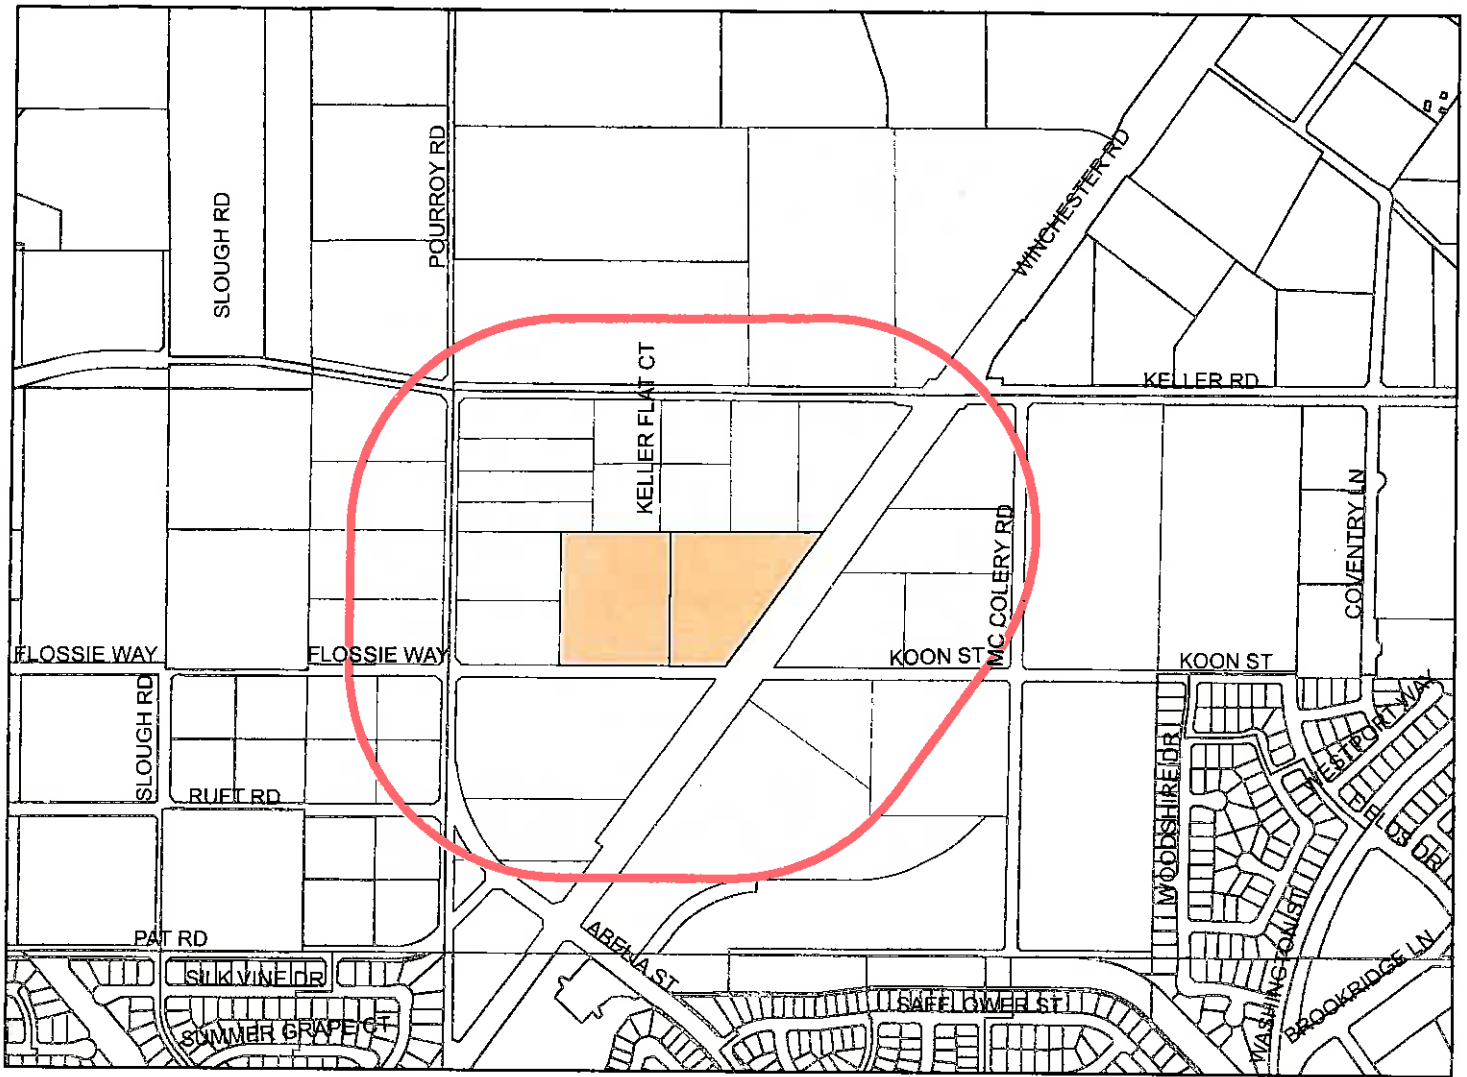 POURROY RD
SLOUGH RD
WINCHESTER RD
KELLER FLAT CT
KELLER RD
MC COLERY RD
COVENTRY LN
FLOSSIE WAY
FLOSSIE WAY
KOON ST
KOON ST
SLOUGH RD
RUFT RD
WOODSHIRE DR
WESTPORT WAY
PAT RD
ABELIA ST
SILK VINE DR
SUMMER GRAPE CT
SAFFLOWER ST
WASHINGTON ST
BROOKRIDGE LN